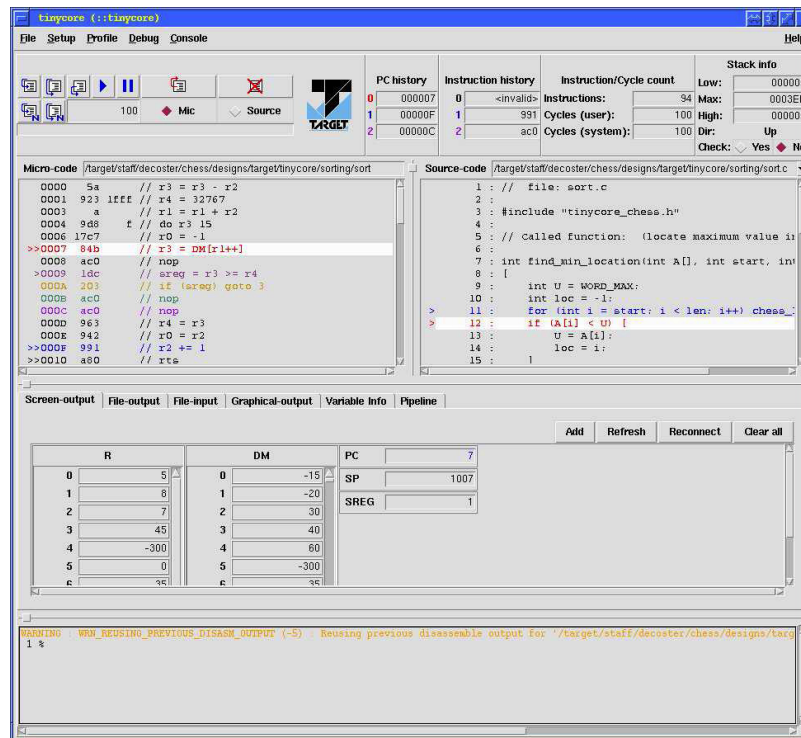 tinycore (::tinycore)
File Setup Profile Debug Console Help
100 Mic Source
TARGET
PC history
0 000007
1 00000F
2 00000C
Instruction history
0 <invalid>
1 991
2 ac0
Instruction/Cycle count
Instructions: 94
Cycles (user): 100
Cycles (system): 100
Stack info
Low: 00000
Max: 0003E
High: 00000
Dir: Up
Check: Yes No
Micro-code /target/staff/decoster/chess/designs/target/tinycore/sorting/sort
0000 5a // r3 = r3 - r2
0001 923 1fff // r4 = 32767
0003 a // r1 = r1 + r2
0004 9d8 f // do r3 15
0006 17c7 // r0 = -1
>>0007 84b // r3 = DM[r1++]
0008 ac0 // nop
>0009 1dc // sreg = r3 >= r4
000A 203 // if (sreg) goto 3
000B ac0 // nop
000C ac0 // nop
000D 963 // r4 = r3
000E 942 // r0 = r2
>>000F 991 // r2 += 1
>>0010 a80 // rts
Source-code /target/staff/decoster/chess/designs/target/tinycore/sorting/sort.c
1 : // file: sort.c
2 :
3 : #include "tinycore_chess.h"
4 :
5 : // Called function: (locate maximum value in
6 :
7 : int find_min_location(int A[], int start, int
8 : {
9 : int U = WORD_MAX;
10 : int loc = -1;
> 11 : for (int i = start; i < len; i++) chess_
> 12 : if (A[i] < U) {
13 : U = A[i];
14 : loc = i;
15 : }
Screen-output File-output File-input Graphical-output Variable Info Pipeline
Add Refresh Reconnect Clear all
R
0 5
1 8
2 7
3 45
4 -300
5 0
6 35
DM
0 -15
1 -20
2 30
3 40
4 60
5 -300
6 35
PC 7
SP 1007
SREG 1
WARNING : WRN_REUSING_PREVIOUS_DISASM_OUTPUT (-5) : Reusing previous disassemble output for '/target/staff/decoster/chess/designs/targ
1 %